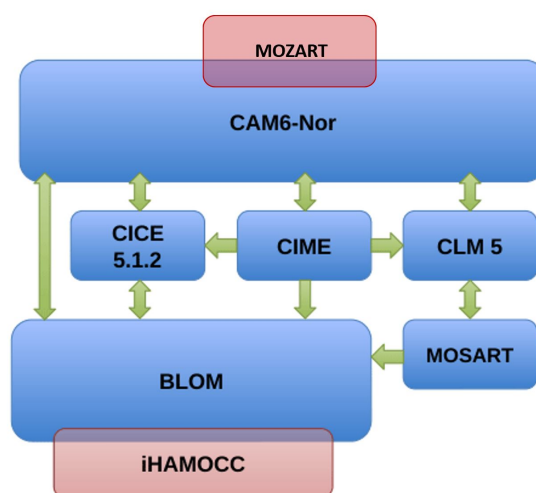 MOZART
CAM6-Nor
CICE
5.1.2
CIME
CLM 5
MOSART
BLOM
iHAMOCC